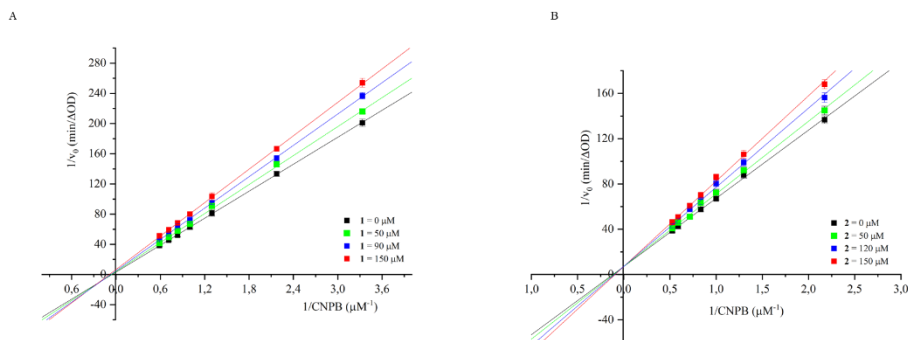 A
B
1/v₀ (min/ΔOD)
280
240
200
160
120
80
40
0
-40
0,0
0,6
1,2
1,8
2,4
3,0
3,6
1/CNPB (μM⁻¹)
1 = 0 μM
1 = 50 μM
1 = 90 μM
1 = 150 μM
1/v₀ (min/ΔOD)
160
120
80
40
0
-40
1,0
0,5
0,0
0,5
1,0
1,5
2,0
2,5
3,0
1/CNPB (μM⁻¹)
2 = 0 μM
2 = 50 μM
2 = 120 μM
2 = 150 μM